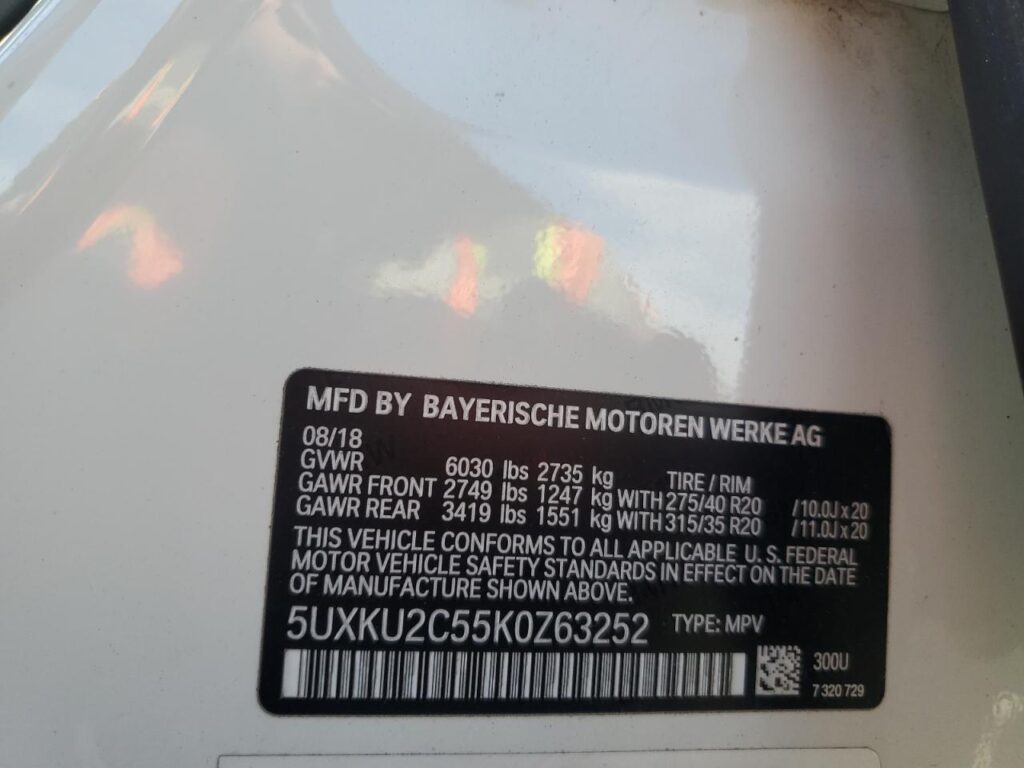 MFD BY BAYERISCHE MOTOREN WERKE AG
08/18
GVWR 6030 lbs 2735 kg TIRE / RIM
GAWR FRONT 2749 lbs 1247 kg WITH 275/40 R20 /10.0J x 20
GAWR REAR 3419 lbs 1551 kg WITH 315/35 R20 /11.0J x 20
THIS VEHICLE CONFORMS TO ALL APPLICABLE U. S. FEDERAL
MOTOR VEHICLE SAFETY STANDARDS IN EFFECT ON THE DATE
OF MANUFACTURE SHOWN ABOVE.
5UXKU2C55K0Z63252 TYPE: MPV
300U
7 320 729